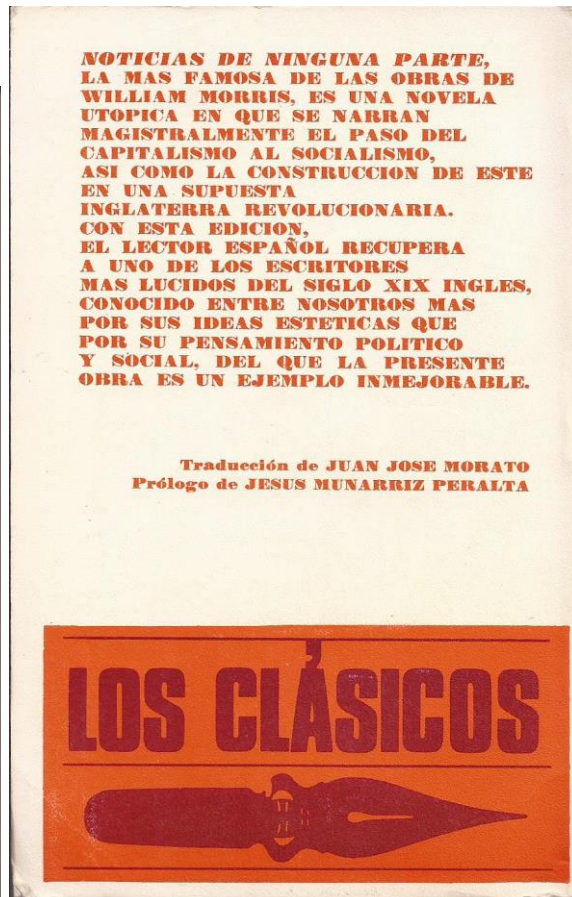 NOTICIAS DE NINGUNA PARTE,
LA MAS FAMOSA DE LAS OBRAS DE
WILLIAM MORRIS, ES UNA NOVELA
UTOPICA EN QUE SE NARRAN
MAGISTRALMENTE EL PASO DEL
CAPITALISMO AL SOCIALISMO,
ASI COMO LA CONSTRUCCION DE ESTE
EN UNA SUPUESTA
INGLATERRA REVOLUCIONARIA.
CON ESTA EDICION,
EL LECTOR ESPAÑOL RECUPERA
A UNO DE LOS ESCRITORES
MAS LUCIDOS DEL SIGLO XIX INGLES,
CONOCIDO ENTRE NOSOTROS MAS
POR SUS IDEAS ESTETICAS QUE
POR SU PENSAMIENTO POLITICO
Y SOCIAL, DEL QUE LA PRESENTE
OBRA ES UN EJEMPLO INMEJORABLE.
Traducción de JUAN JOSE MORATO
Prólogo de JESUS MUNARRIZ PERALTA
LOS CLÁSICOS